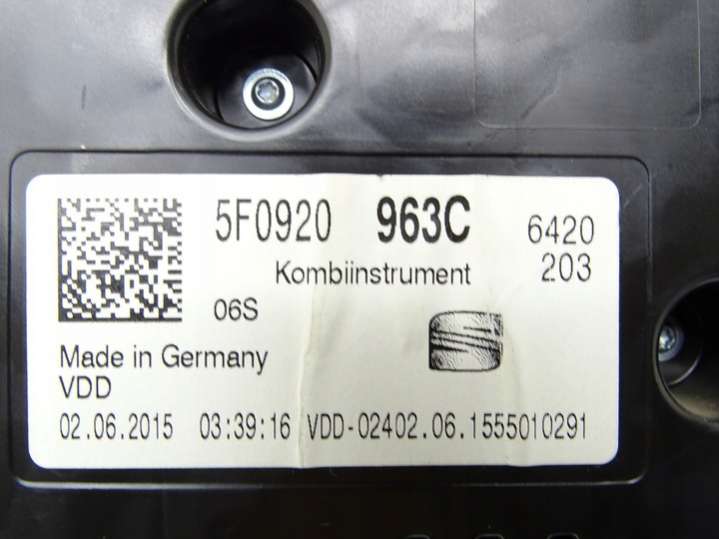 5F0920 963C 6420
Kombiinstrument 203
06S
Made in Germany
VDD
02.06.2015 03:39:16 VDD-02402.06.1555010291